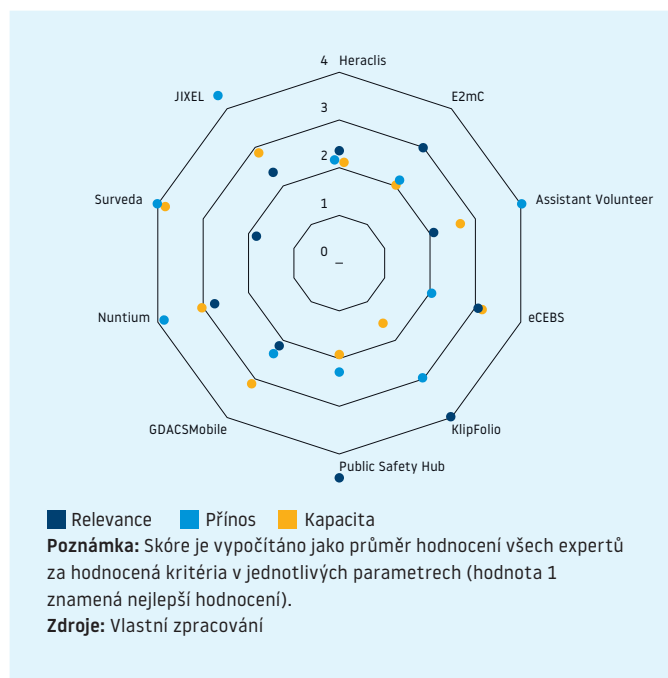 4 Heraclis
JIXEL
E2mC
3
2
Surveda
Assistant Volunteer
1
0
Nuntium
eCEBS
GDACSMobile
KlipFolio
Public Safety Hub
Relevance Přínos Kapacita
Poznámka: Skóre je vypočítáno jako průměr hodnocení všech expertů
za hodnocená kritéria v jednotlivých parametrech (hodnota 1
znamená nejlepší hodnocení).
Zdroje: Vlastní zpracování